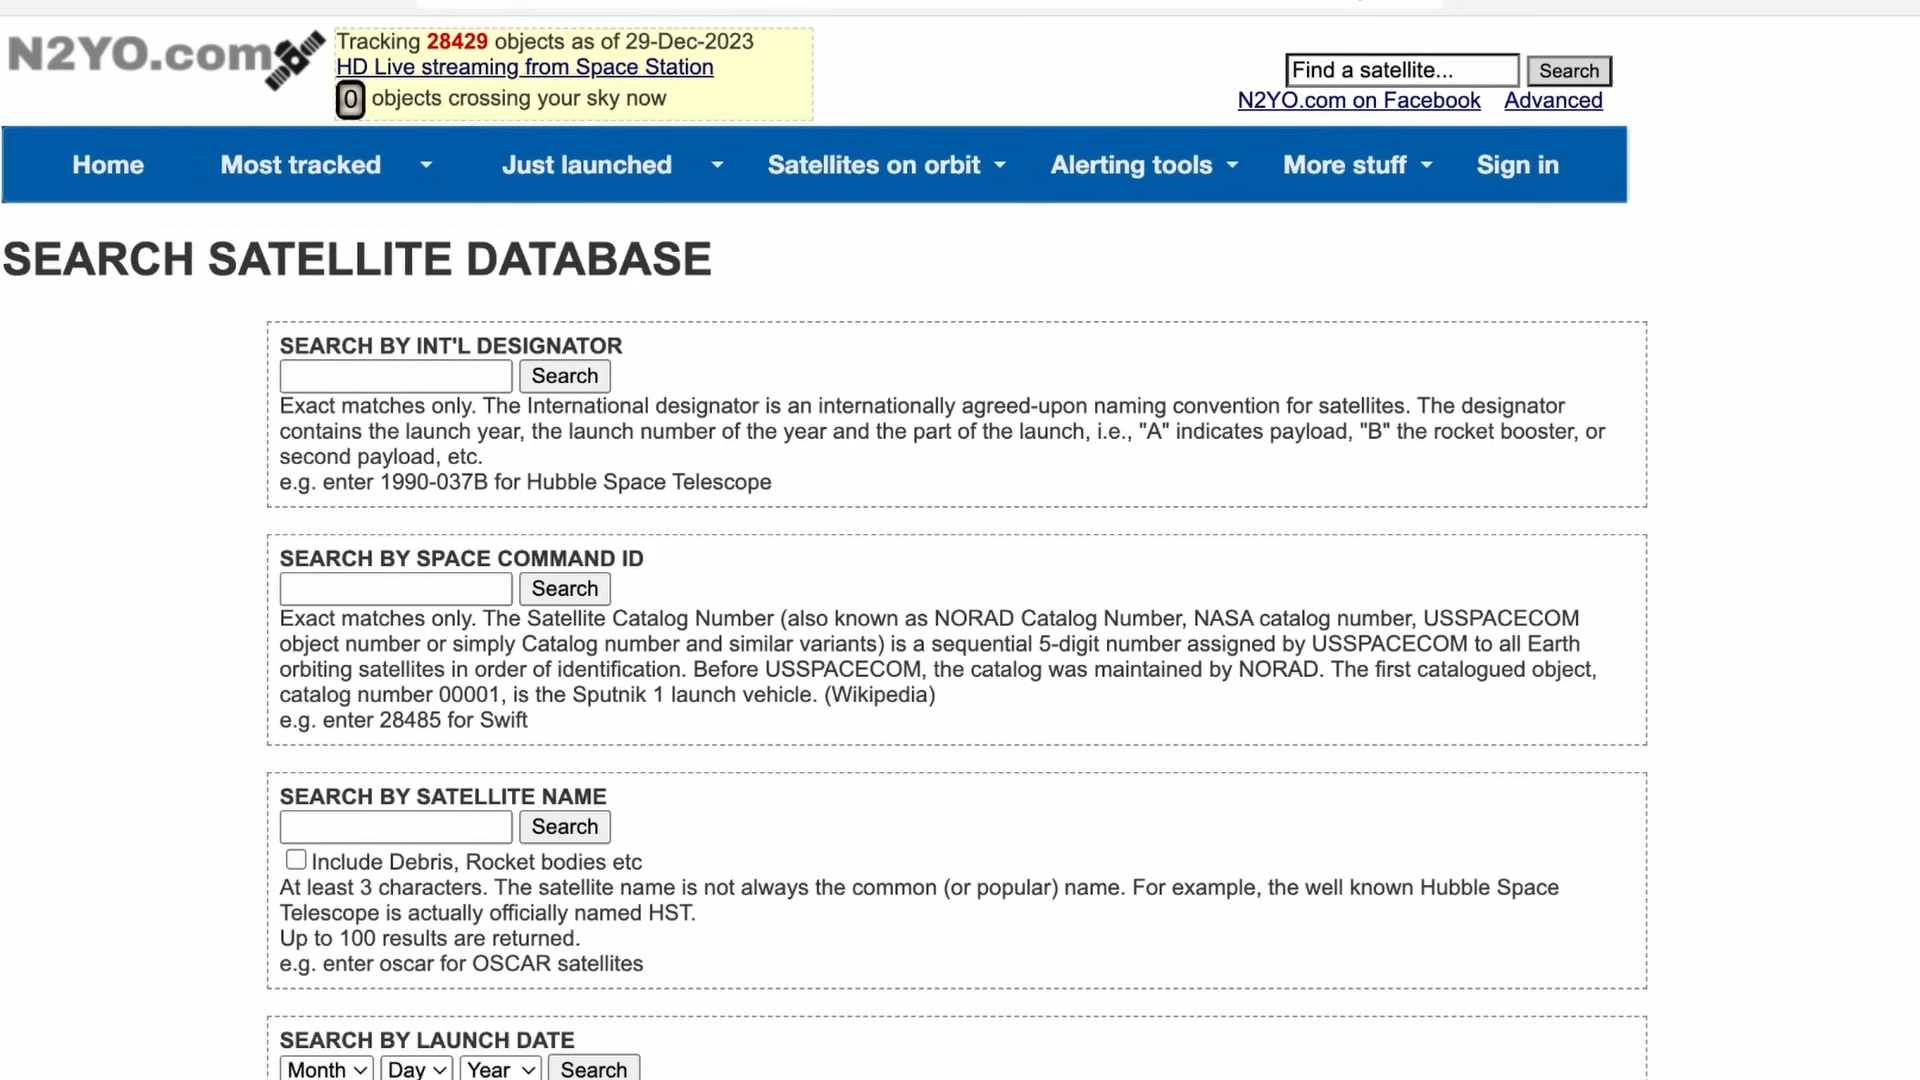 N2YO.com
Tracking 28429 objects as of 29-Dec-2023
HD Live streaming from Space Station
0 objects crossing your sky now
Find a satellite... Search
N2YO.com on Facebook Advanced
Home Most tracked Just launched Satellites on orbit Alerting tools More stuff Sign in
SEARCH SATELLITE DATABASE
SEARCH BY INT'L DESIGNATOR
Search
Exact matches only. The International designator is an internationally agreed-upon naming convention for satellites. The designator
contains the launch year, the launch number of the year and the part of the launch, i.e., "A" indicates payload, "B" the rocket booster, or
second payload, etc.
e.g. enter 1990-037B for Hubble Space Telescope
SEARCH BY SPACE COMMAND ID
Search
Exact matches only. The Satellite Catalog Number (also known as NORAD Catalog Number, NASA catalog number, USSPACECOM
object number or simply Catalog number and similar variants) is a sequential 5-digit number assigned by USSPACECOM to all Earth
orbiting satellites in order of identification. Before USSPACECOM, the catalog was maintained by NORAD. The first catalogued object,
catalog number 00001, is the Sputnik 1 launch vehicle. (Wikipedia)
e.g. enter 28485 for Swift
SEARCH BY SATELLITE NAME
Search
Include Debris, Rocket bodies etc
At least 3 characters. The satellite name is not always the common (or popular) name. For example, the well known Hubble Space
Telescope is actually officially named HST.
Up to 100 results are returned.
e.g. enter oscar for OSCAR satellites
SEARCH BY LAUNCH DATE
Month Day Year Search